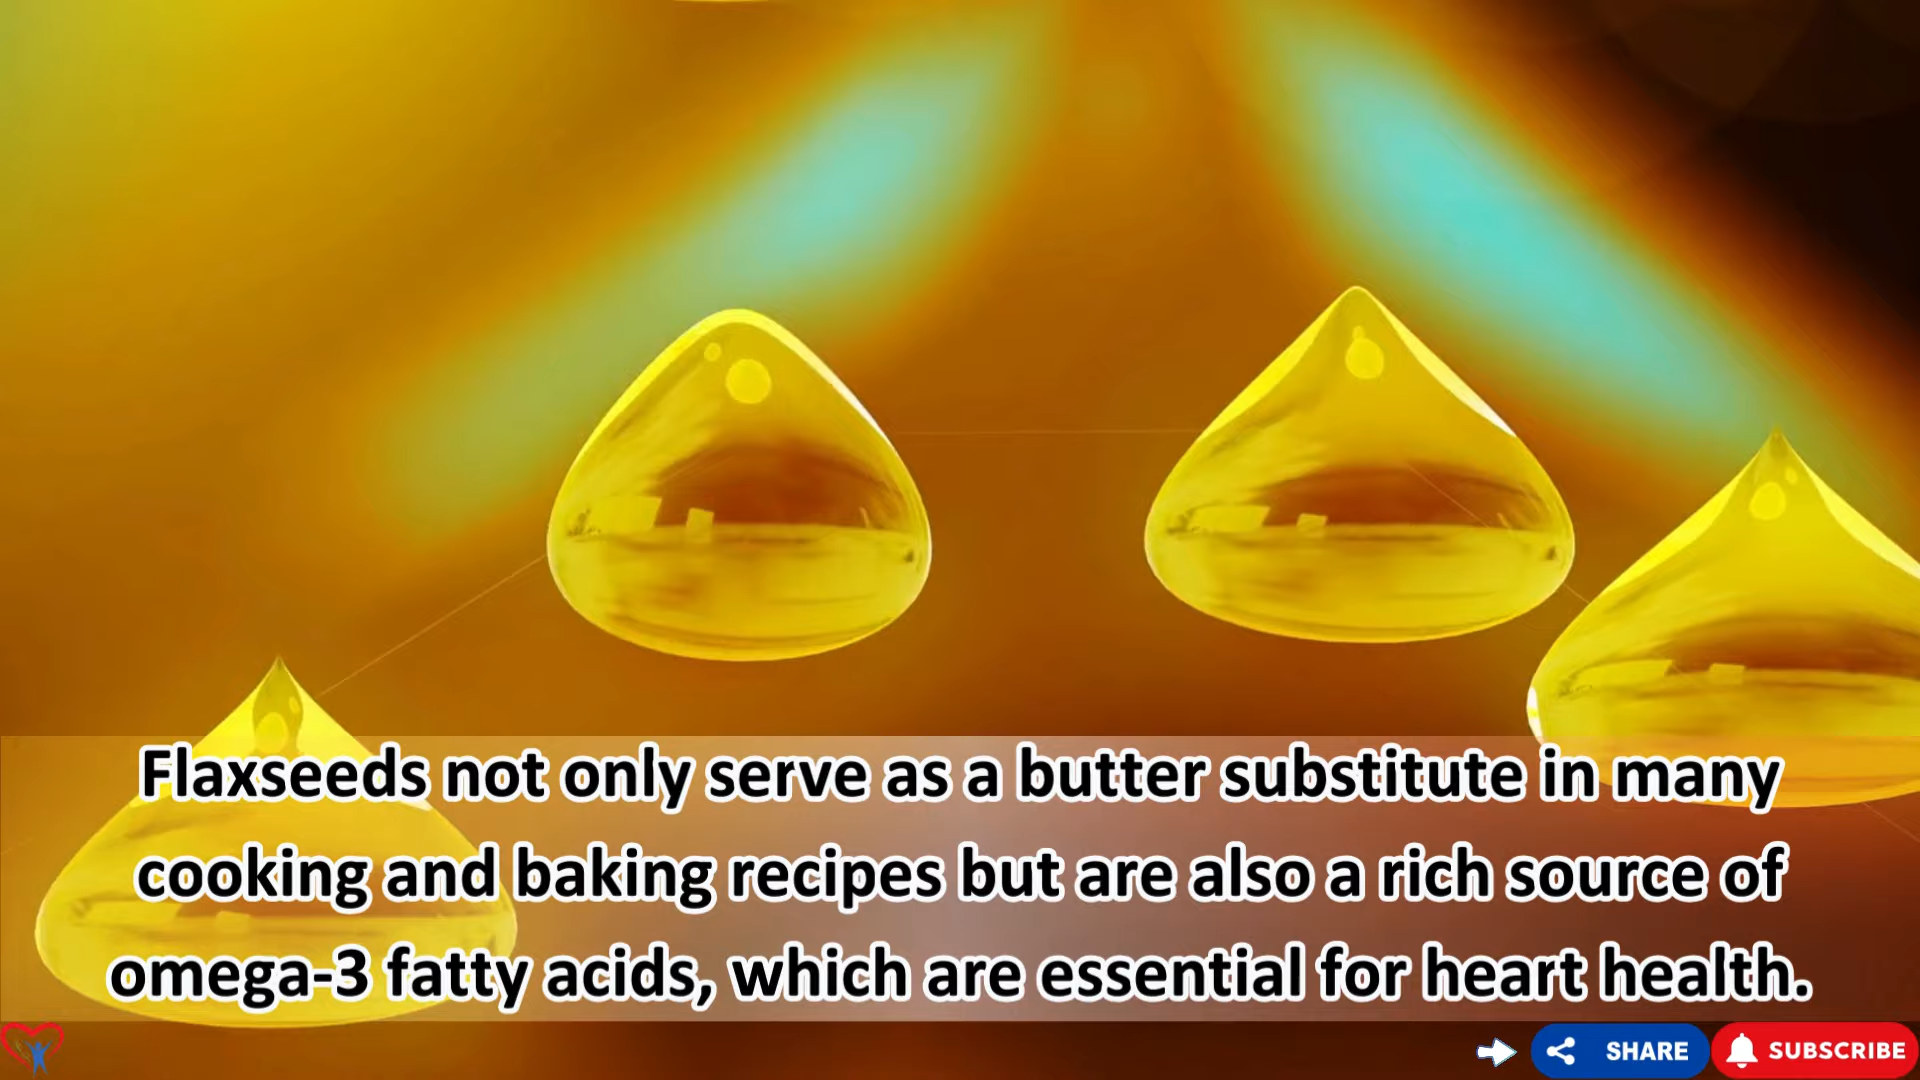 Flaxseeds not only serve as a butter substitute in many
cooking and baking recipes but are also a rich source of
omega-3 fatty acids, which are essential for heart health.
SHARE
SUBSCRIBE